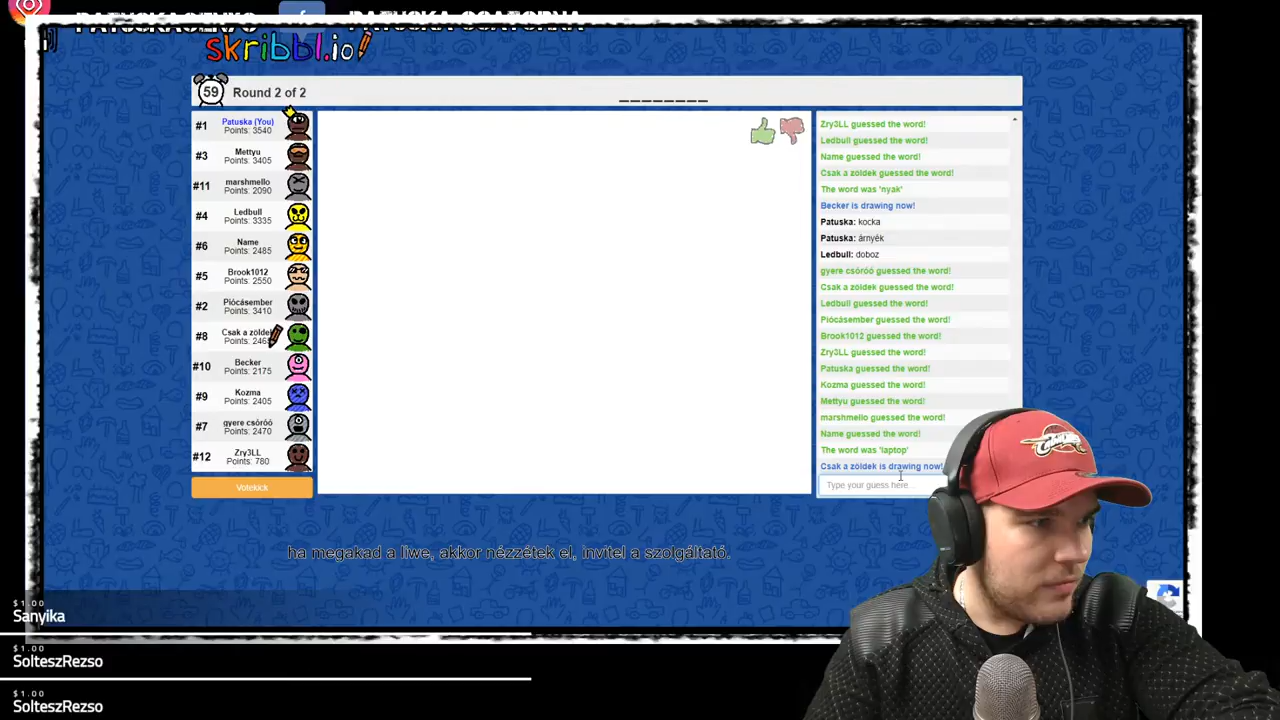 skribbl.io
59
Round 2 of 2
________
#1
Patuska (You)
Points: 3540
#3
Mettyu
Points: 3405
#11
marshmello
Points: 2090
#4
Ledbull
Points: 3335
#6
Name
Points: 2485
#5
Brook1012
Points: 2550
#2
Piócásember
Points: 3410
#8
Csak a zöldek
#10
Becker
Points: 2175
#9
Kozma
Points: 2405
#7
gyere csóróó
Points: 2470
#12
Zry3LL
Points: 780
Votekick
Zry3LL guessed the word!
Ledbull guessed the word!
Name guessed the word!
Csak a zöldek guessed the word!
The word was 'nyak'
Becker is drawing now!
Patuska: kocka
Patuska: árnyék
Ledbull: doboz
gyere csóróó guessed the word!
Csak a zöldek guessed the word!
Ledbull guessed the word!
Piócásember guessed the word!
Brook1012 guessed the word!
Zry3LL guessed the word!
Patuska guessed the word!
Kozma guessed the word!
Mettyu guessed the word!
marshmello guessed the word!
Name guessed the word!
The word was 'laptop'
Csak a zöldek is drawing now!
Type your guess here...
ha megakad a liwe, akkor nézzétek el, invitel a szolgáltató.
$1.00
Sanyika
$1.00
SolteszRezso
$1.00
SolteszRezso